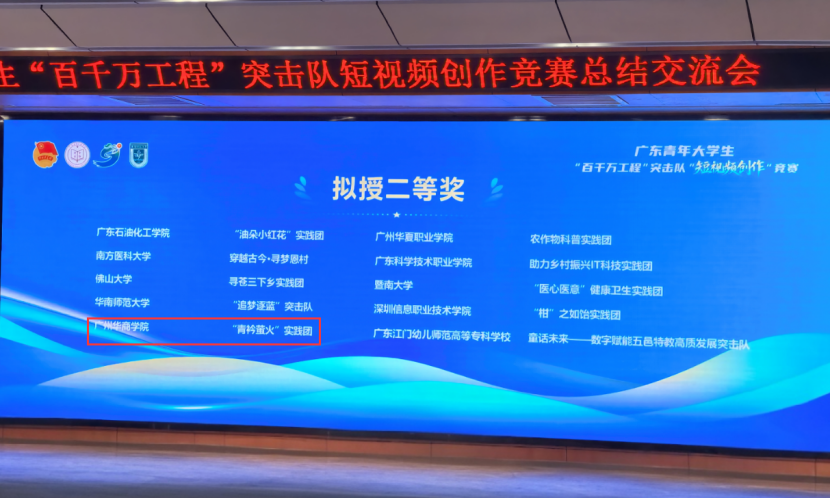 生“百千万工程”突击队短视频创作竞赛总结交流会
广东青年大学生
“百千万工程”突击队“短视频创作”竞赛
拟授二等奖
广东石油化工学院 “油朵小红花”实践团
南方医科大学 穿越古今·寻梦恩村
佛山大学 寻苍三下乡实践团
华南师范大学 “追梦逐蓝”突击队
广州华商学院 “青衿萤火”实践团
广州华夏职业学院 农作物科普实践团
广东科学技术职业学院 助力乡村振兴IT科技实践团
暨南大学 “医心医意”健康卫生实践团
深圳信息职业技术学院 “柑”之如饴实践团
广东江门幼儿师范高等专科学校 童话未来——数字赋能五邑特教高质发展突击队